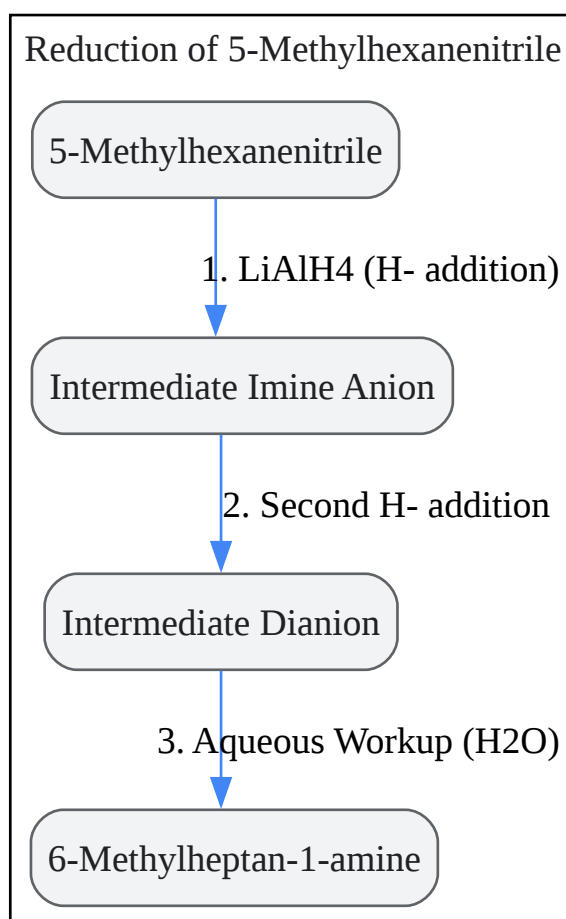 Reduction of 5-Methylhexanenitrile
5-Methylhexanenitrile
1. LiAlH4 (H- addition)
Intermediate Imine Anion
2. Second H- addition
Intermediate Dianion
3. Aqueous Workup (H2O)
6-Methylheptan-1-amine